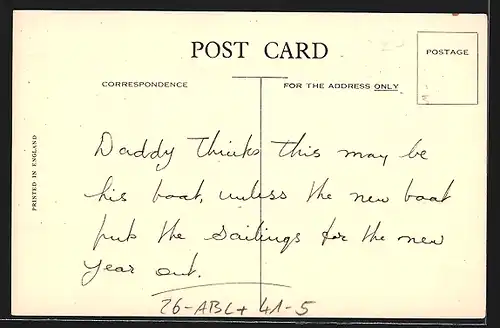 POST CARD
CORRESPONDENCE
FOR THE ADDRESS ONLY
POSTAGE
PRINTED IN ENGLAND
Daddy thinks this may be
his boat, unless the new boat
puts the sailings for the new
year out.
26-ABL+ 41-5